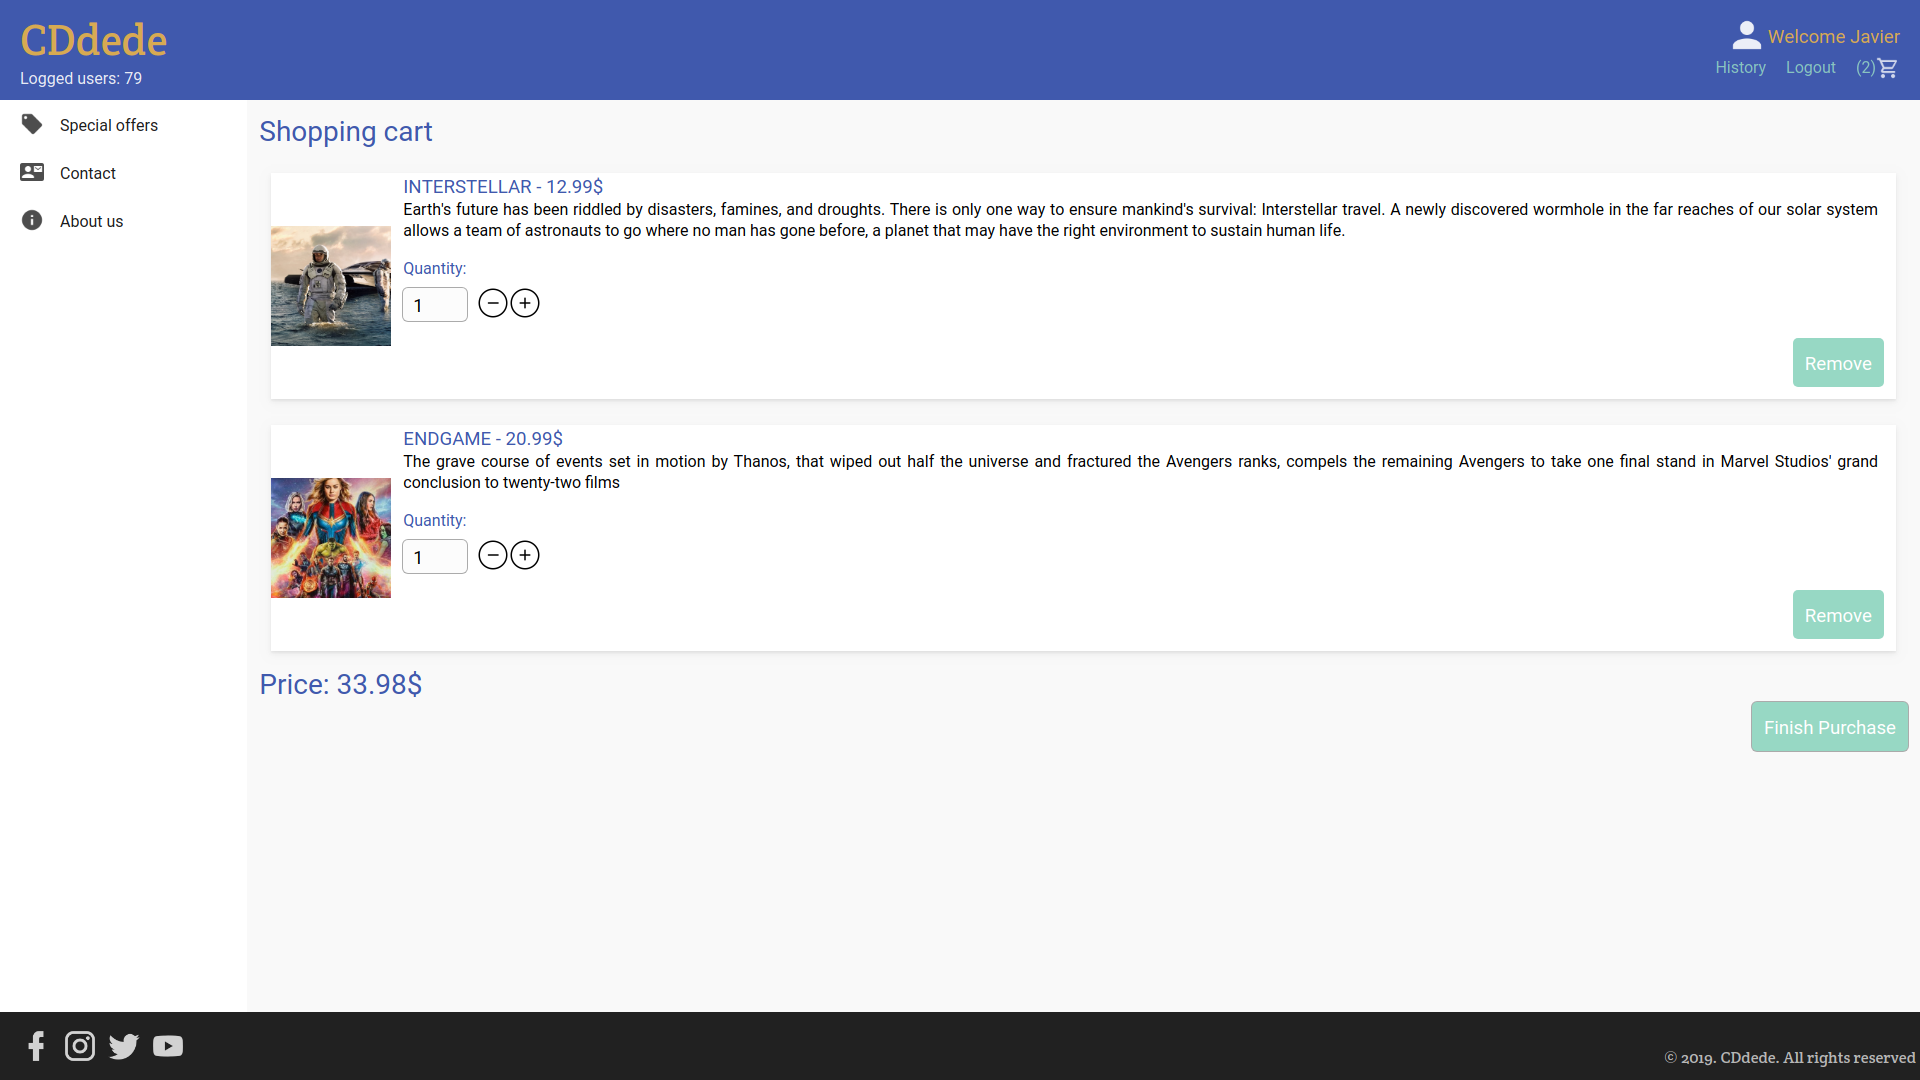 CDdede
Logged users: 79
Welcome Javier
History
Logout
(2)
Special offers
Contact
About us
Shopping cart
INTERSTELLAR - 12.99$
Earth's future has been riddled by disasters, famines, and droughts. There is only one way to ensure mankind's survival: Interstellar travel. A newly discovered wormhole in the far reaches of our solar system
allows a team of astronauts to go where no man has gone before, a planet that may have the right environment to sustain human life.
Quantity:
1
Remove
ENDGAME - 20.99$
The grave course of events set in motion by Thanos, that wiped out half the universe and fractured the Avengers ranks, compels the remaining Avengers to take one final stand in Marvel Studios' grand
conclusion to twenty-two films
Quantity:
1
Remove
Price: 33.98$
Finish Purchase
© 2019. CDdede. All rights reserved